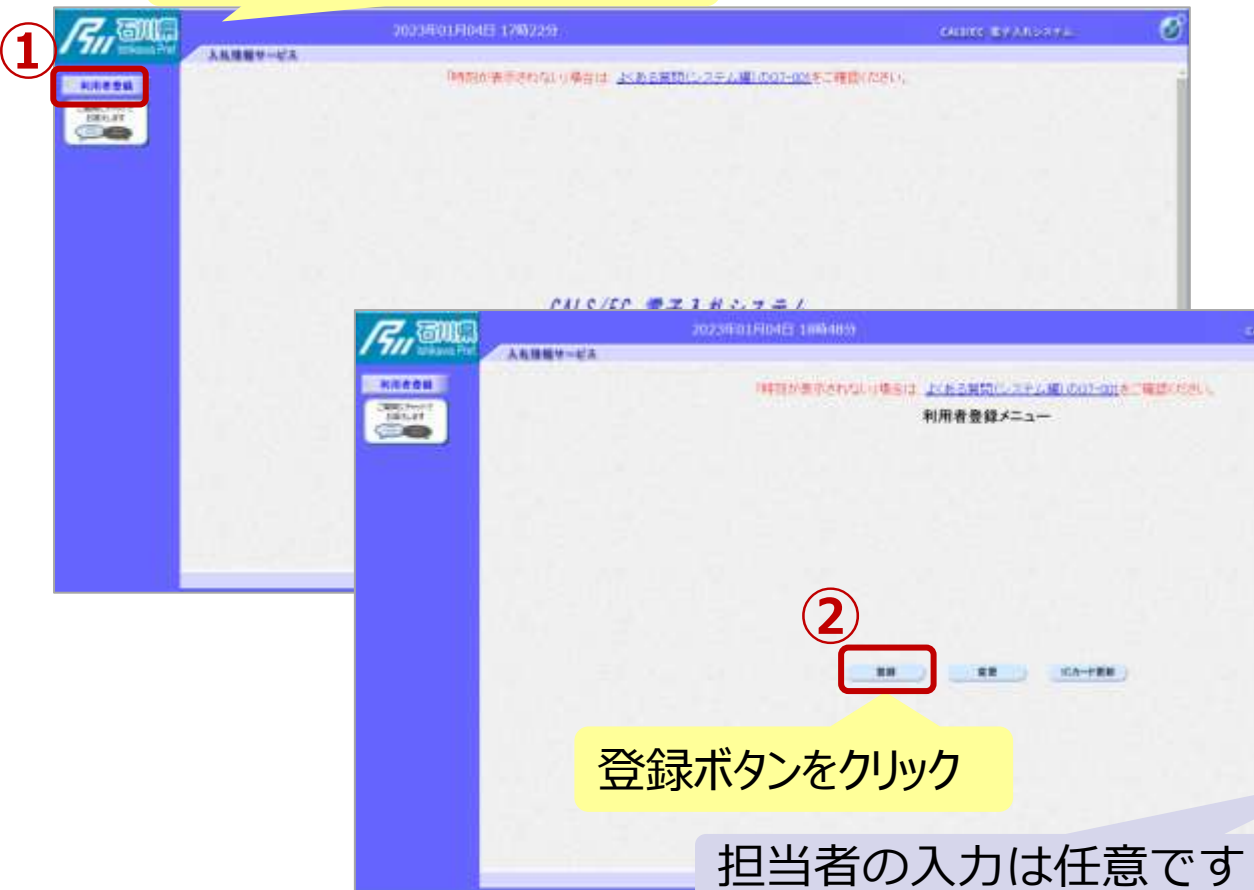 ①
石川県
Ishikawa Pref
2023年01月04日 17時22分
CALS/EC 電子入札システム
入札情報サービス
利用者登録
「時刻が表示されない」場合は よくある質問(システム編)の07-001をご確認ください。
CALS/EC 電子入札システム
石川県
Ishikawa Pref
2023年01月04日 18時48分
入札情報サービス
利用者登録
「時刻が表示されない」場合は よくある質問(システム編)の07-001をご確認ください。
利用者登録メニュー
②
登録
変更
ICカード更新
登録ボタンをクリック
担当者の入力は任意です